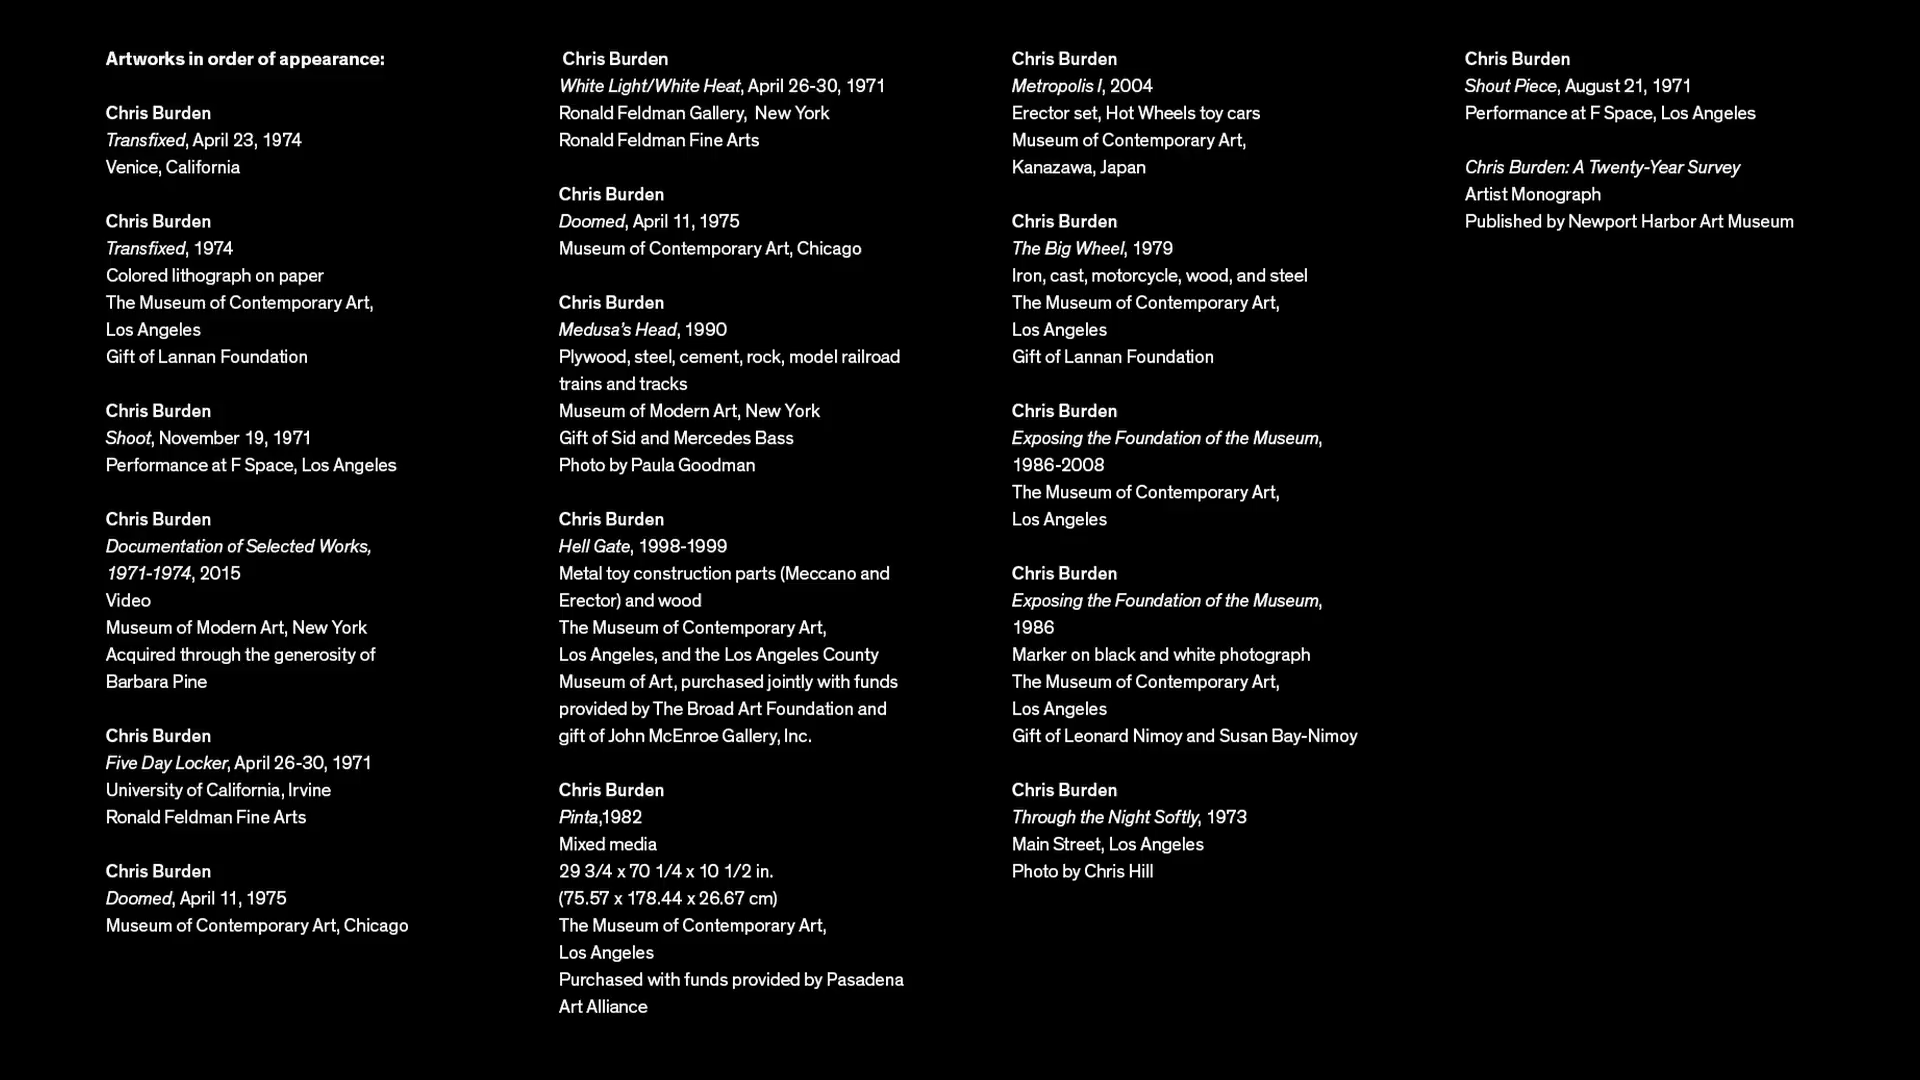 Artworks in order of appearance:
Chris Burden
Transfixed, April 23, 1974
Venice, California
Chris Burden
Transfixed, 1974
Colored lithograph on paper
The Museum of Contemporary Art,
Los Angeles
Gift of Lannan Foundation
Chris Burden
Shoot, November 19, 1971
Performance at F Space, Los Angeles
Chris Burden
Documentation of Selected Works,
1971-1974, 2015
Video
Museum of Modern Art, New York
Acquired through the generosity of
Barbara Pine
Chris Burden
Five Day Locker, April 26-30, 1971
University of California, Irvine
Ronald Feldman Fine Arts
Chris Burden
Doomed, April 11, 1975
Museum of Contemporary Art, Chicago
Chris Burden
White Light/White Heat, April 26-30, 1971
Ronald Feldman Gallery, New York
Ronald Feldman Fine Arts
Chris Burden
Doomed, April 11, 1975
Museum of Contemporary Art, Chicago
Chris Burden
Medusa's Head, 1990
Plywood, steel, cement, rock, model railroad
trains and tracks
Museum of Modern Art, New York
Gift of Sid and Mercedes Bass
Photo by Paula Goodman
Chris Burden
Hell Gate, 1998-1999
Metal toy construction parts (Meccano and
Erector) and wood
The Museum of Contemporary Art,
Los Angeles, and the Los Angeles County
Museum of Art, purchased jointly with funds
provided by The Broad Art Foundation and
gift of John McEnroe Gallery, Inc.
Chris Burden
Pinta,1982
Mixed media
29 3/4 x 70 1/4 x 10 1/2 in.
(75.57 x 178.44 x 26.67 cm)
The Museum of Contemporary Art,
Los Angeles
Purchased with funds provided by Pasadena
Art Alliance
Chris Burden
Metropolis I, 2004
Erector set, Hot Wheels toy cars
Museum of Contemporary Art,
Kanazawa, Japan
Chris Burden
The Big Wheel, 1979
Iron, cast, motorcycle, wood, and steel
The Museum of Contemporary Art,
Los Angeles
Gift of Lannan Foundation
Chris Burden
Exposing the Foundation of the Museum,
1986-2008
The Museum of Contemporary Art,
Los Angeles
Chris Burden
Exposing the Foundation of the Museum,
1986
Marker on black and white photograph
The Museum of Contemporary Art,
Los Angeles
Gift of Leonard Nimoy and Susan Bay-Nimoy
Chris Burden
Through the Night Softly, 1973
Main Street, Los Angeles
Photo by Chris Hill
Chris Burden
Shout Piece, August 21, 1971
Performance at F Space, Los Angeles
Chris Burden: A Twenty-Year Survey
Artist Monograph
Published by Newport Harbor Art Museum